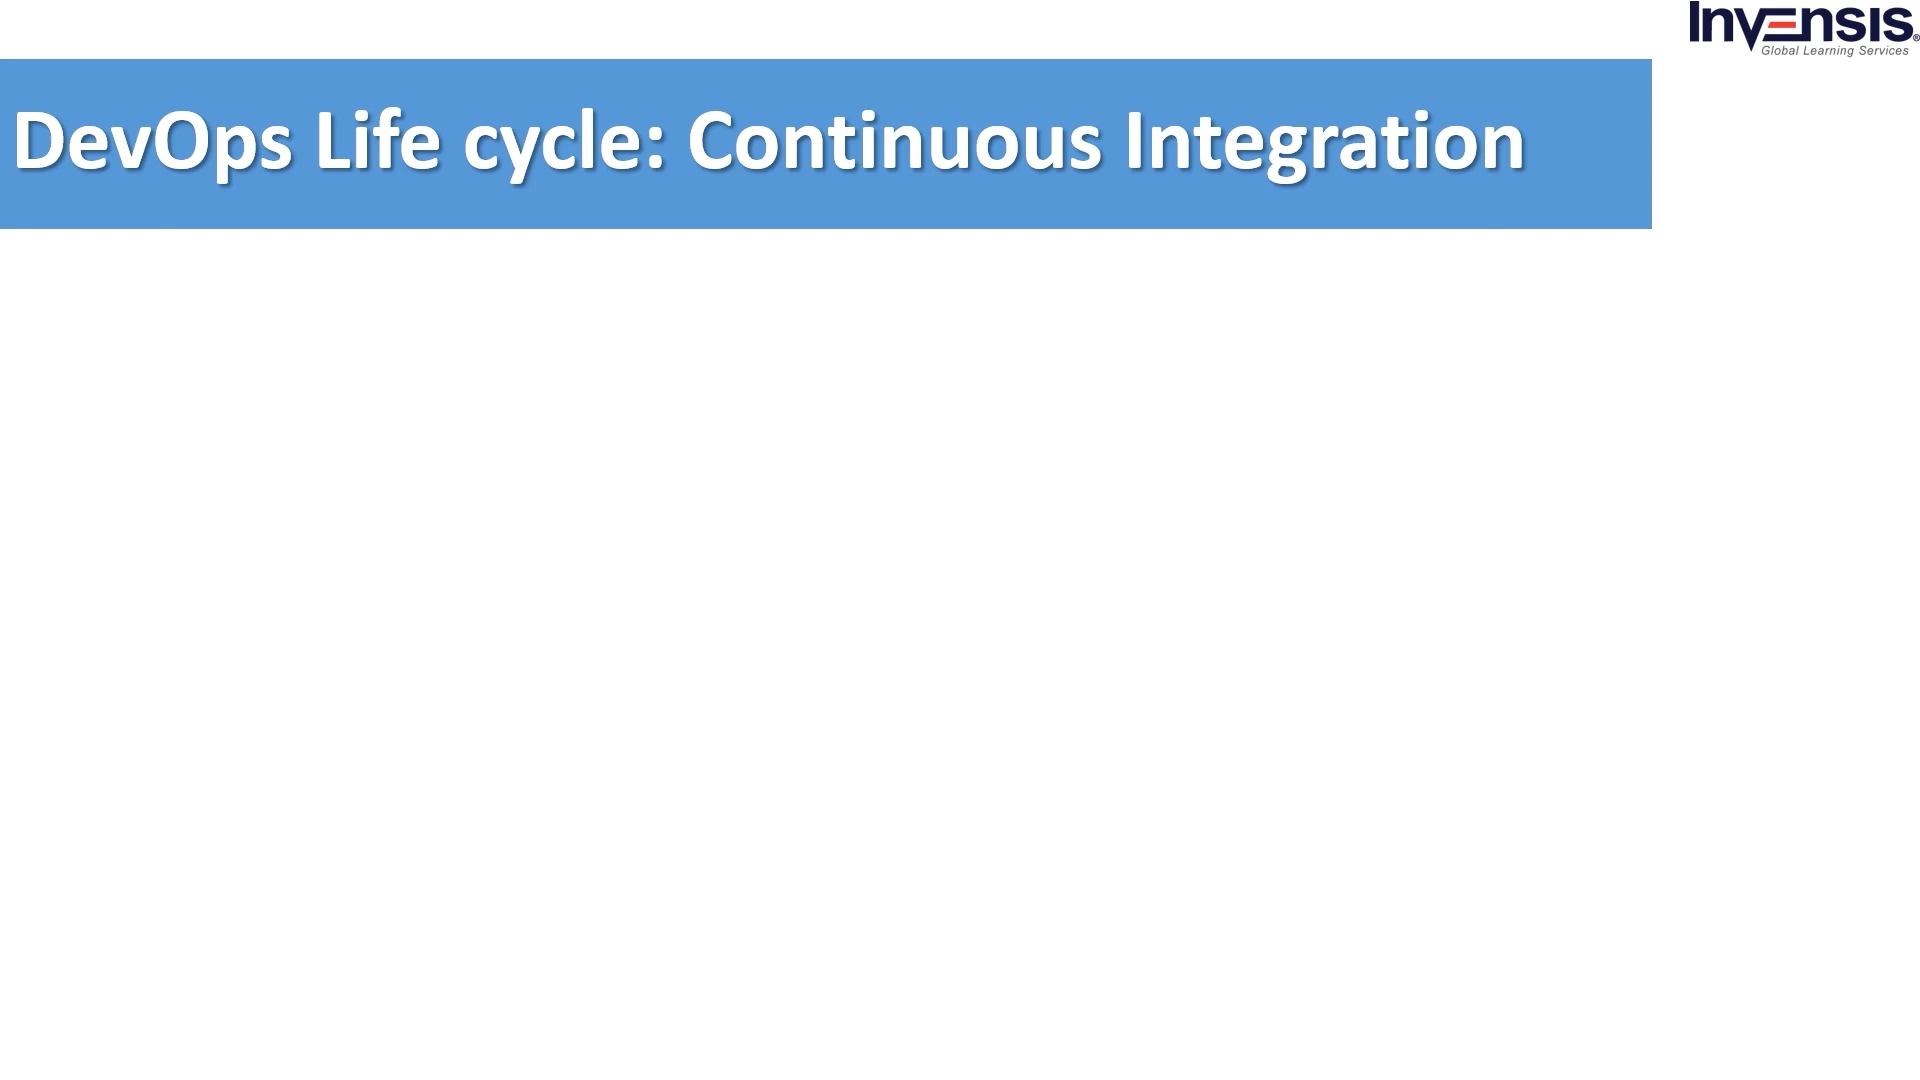 Invensis®
Global Learning Services
DevOps Life cycle: Continuous Integration